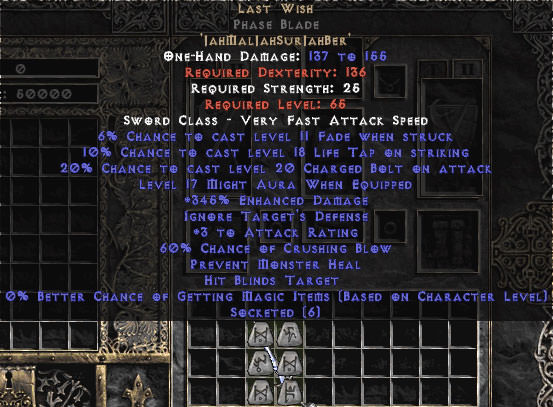 Last Wish
Phase Blade
'JahMalJahSurJahBer'
One-Hand Damage: 137 to 155
Required Dexterity: 136
Required Strength: 25
Required Level: 65
Sword Class - Very Fast Attack Speed
6% Chance to cast level 11 Fade when struck
10% Chance to cast level 18 Life Tap on striking
20% Chance to cast level 20 Charged Bolt on attack
Level 17 Might Aura When Equipped
+345% Enhanced Damage
Ignore Target's Defense
+3 to Attack Rating
60% Chance of Crushing Blow
Prevent Monster Heal
Hit Blinds Target
0% Better Chance of Getting Magic Items (Based on Character Level)
Socketed (6)
0
: 50000
II